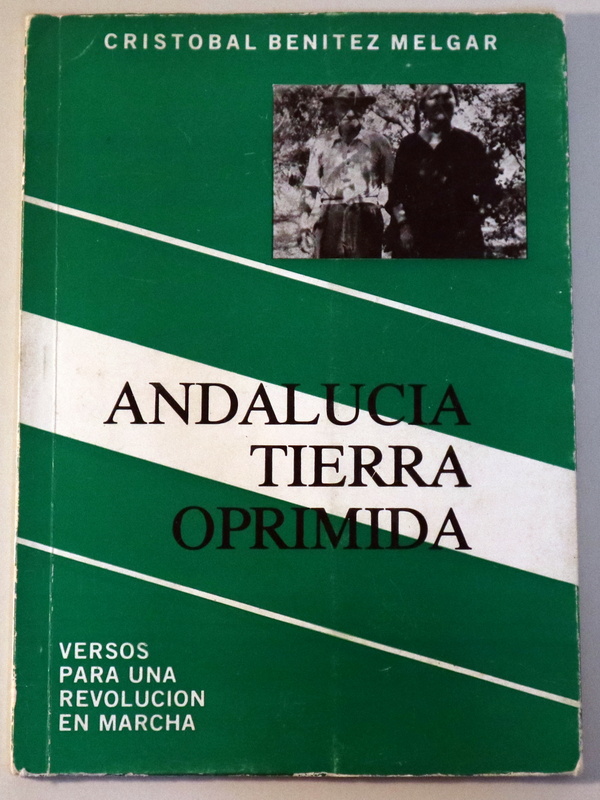 CRISTOBAL BENITEZ MELGAR
ANDALUCIA
TIERRA
OPRIMIDA
VERSOS
PARA UNA
REVOLUCION
EN MARCHA